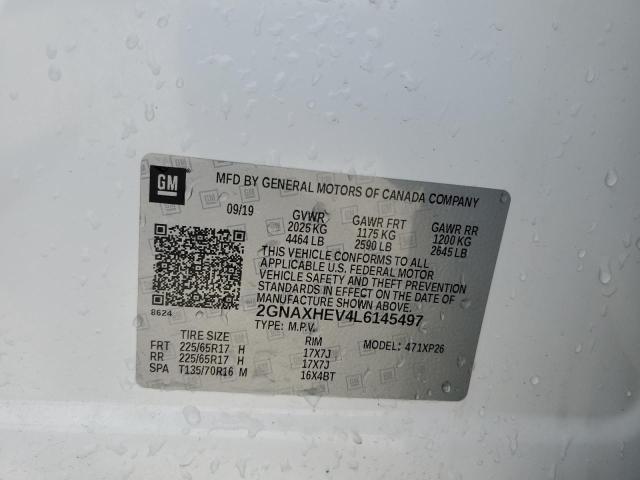 GM
MFD BY GENERAL MOTORS OF CANADA COMPANY
09/19
GVWR GAWR FRT GAWR RR
2025 KG 1175 KG 1200 KG
4464 LB 2590 LB 2645 LB
THIS VEHICLE CONFORMS TO ALL
APPLICABLE U.S. FEDERAL MOTOR
VEHICLE SAFETY AND THEFT PREVENTION
STANDARDS IN EFFECT ON THE DATE OF
MANUFACTURE SHOWN ABOVE.
8624
2GNAXHEV4L6145497
TYPE: M.P.V. MODEL: 471XP26
TIRE SIZE RIM
FRT 225/65R17 H 17X7J
RR 225/65R17 H 17X7J
SPA T135/70R16 M 16X4BT